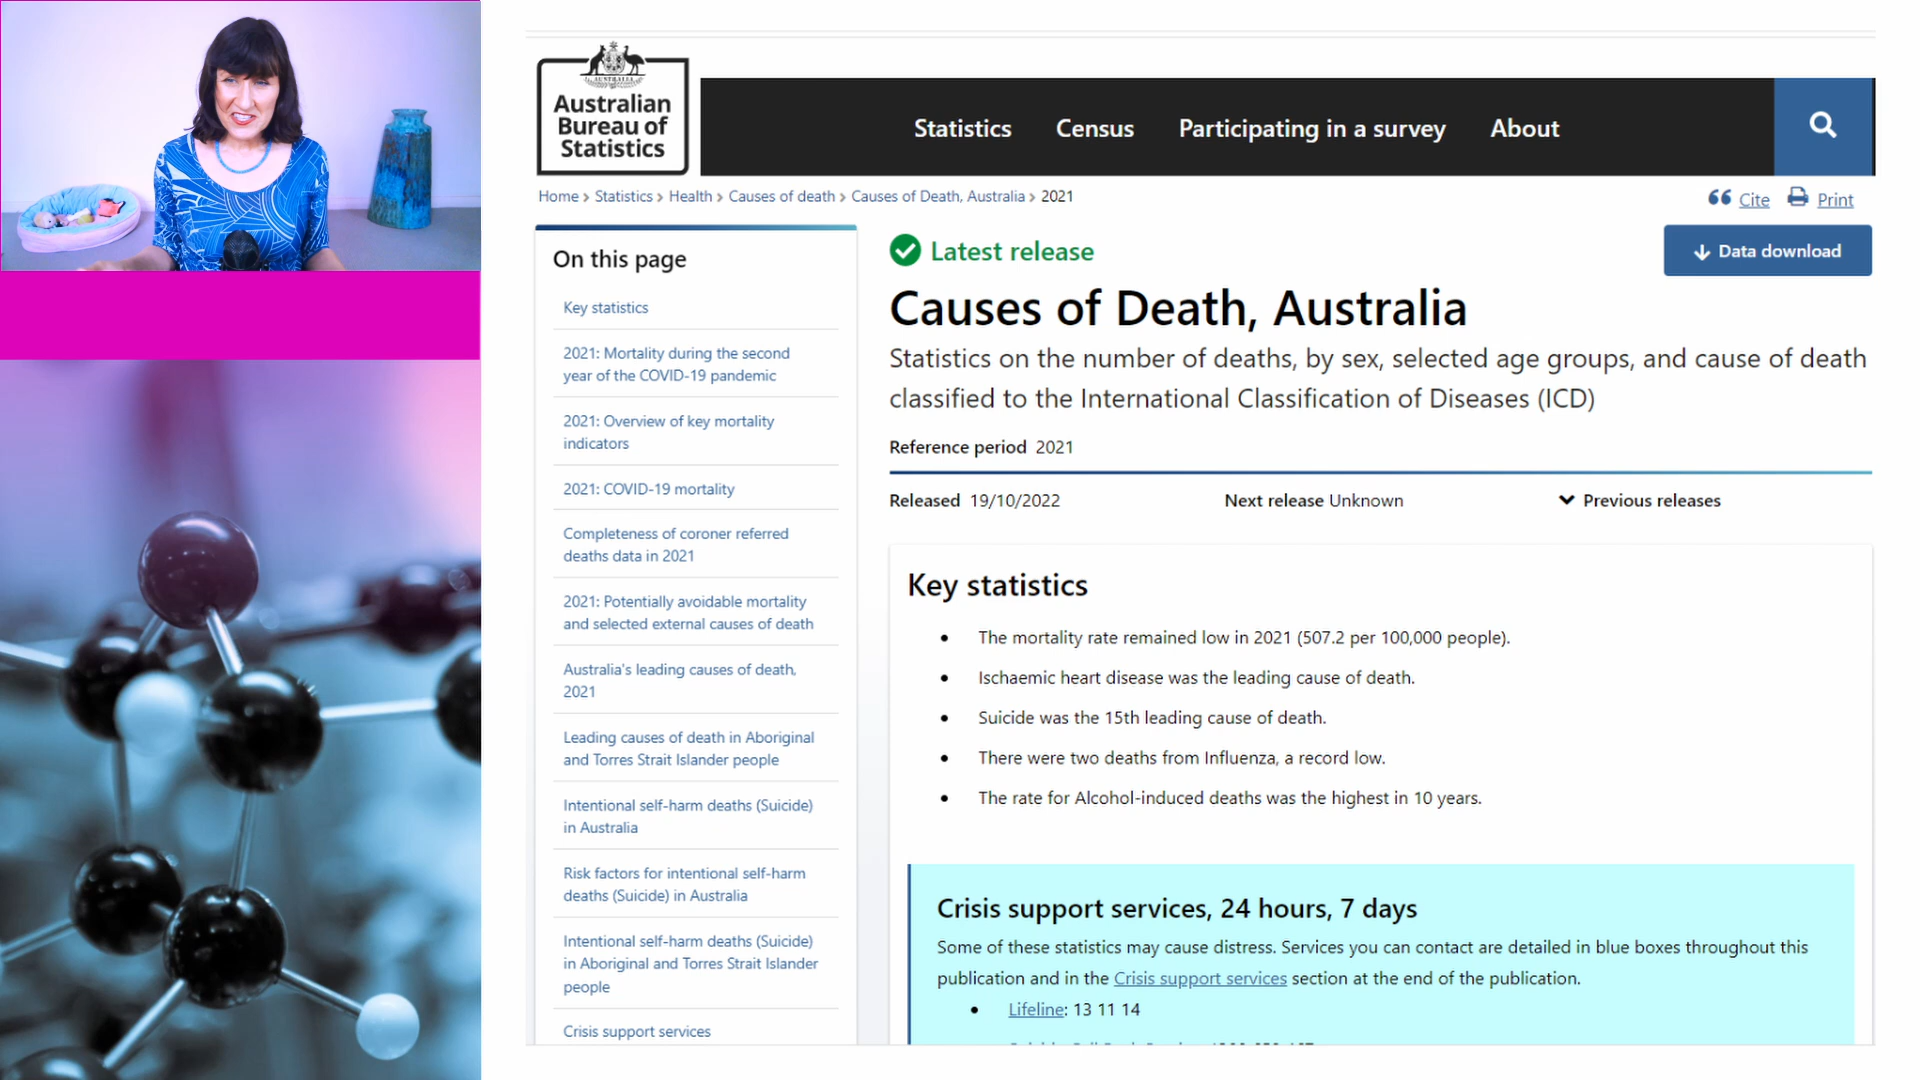 AUSTRALIA
Australian
Bureau of
Statistics
Statistics
Census
Participating in a survey
About
Home > Statistics > Health > Causes of death > Causes of Death, Australia > 2021
Cite
Print
On this page
Key statistics
2021: Mortality during the second
year of the COVID-19 pandemic
2021: Overview of key mortality
indicators
2021: COVID-19 mortality
Completeness of coroner referred
deaths data in 2021
2021: Potentially avoidable mortality
and selected external causes of death
Australia's leading causes of death,
2021
Leading causes of death in Aboriginal
and Torres Strait Islander people
Intentional self-harm deaths (Suicide)
in Australia
Risk factors for intentional self-harm
deaths (Suicide) in Australia
Intentional self-harm deaths (Suicide)
in Aboriginal and Torres Strait Islander
people
Crisis support services
Latest release
Data download
Causes of Death, Australia
Statistics on the number of deaths, by sex, selected age groups, and cause of death
classified to the International Classification of Diseases (ICD)
Reference period 2021
Released 19/10/2022
Next release Unknown
Previous releases
Key statistics
• The mortality rate remained low in 2021 (507.2 per 100,000 people).
• Ischaemic heart disease was the leading cause of death.
• Suicide was the 15th leading cause of death.
• There were two deaths from Influenza, a record low.
• The rate for Alcohol-induced deaths was the highest in 10 years.
Crisis support services, 24 hours, 7 days
Some of these statistics may cause distress. Services you can contact are detailed in blue boxes throughout this
publication and in the Crisis support services section at the end of the publication.
• Lifeline: 13 11 14